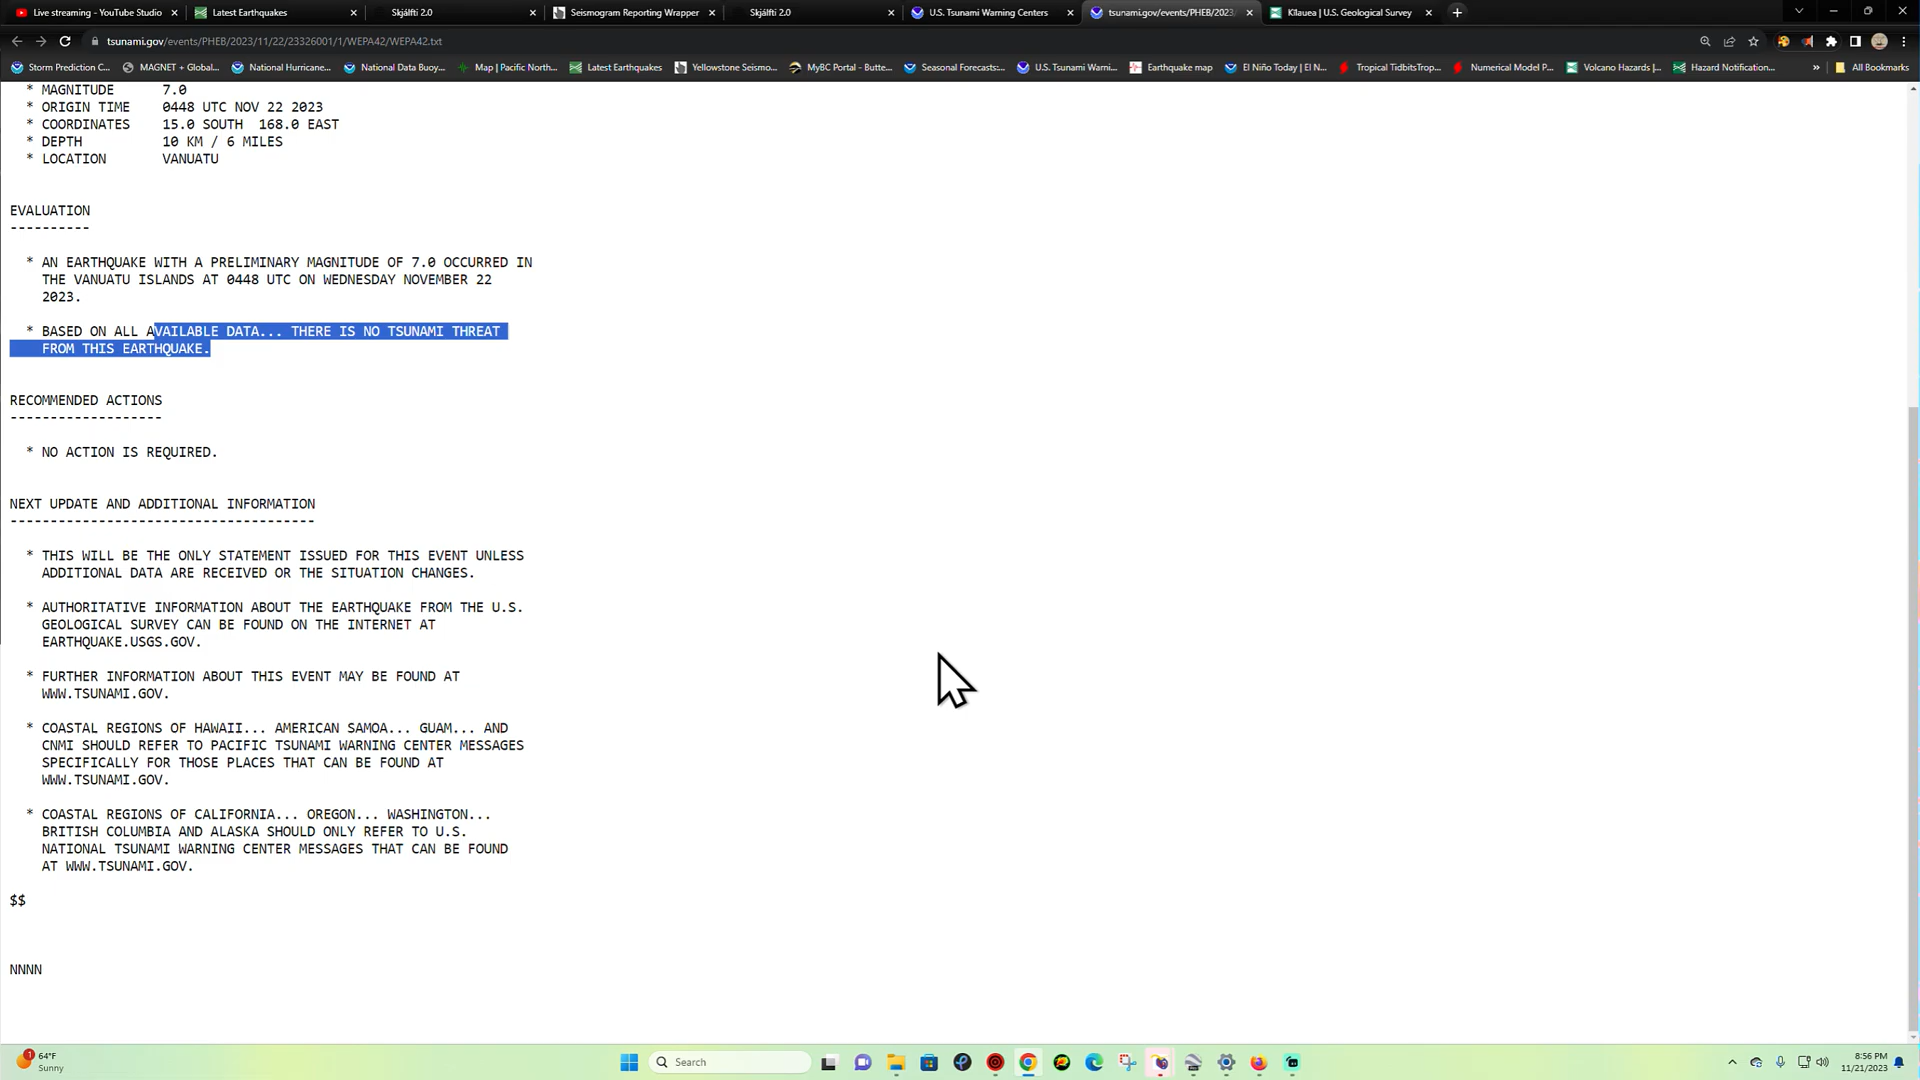 Live streaming - YouTube Studio
Latest Earthquakes
Skjálfti 2.0
Seismogram Reporting Wrapper
Skjálfti 2.0
U.S. Tsunami Warning Centers
tsunami.gov/events/PHEB/2023
Kīlauea | U.S. Geological Survey
tsunami.gov/events/PHEB/2023/11/22/23326001/1/WEPA42/WEPA42.txt
Storm Prediction C...
MAGNET + Global...
National Hurricane...
National Data Buoy...
Map | Pacific North...
Latest Earthquakes
Yellowstone Seismo...
MyBC Portal - Butte...
Seasonal Forecasts:...
U.S. Tsunami Warni...
Earthquake map
El Niño Today | El N...
Tropical TidbitsTrop...
Numerical Model P...
Volcano Hazards |...
Hazard Notification...
»
All Bookmarks
* MAGNITUDE 7.0
* ORIGIN TIME 0448 UTC NOV 22 2023
* COORDINATES 15.0 SOUTH 168.0 EAST
* DEPTH 10 KM / 6 MILES
* LOCATION VANUATU
EVALUATION
----------
* AN EARTHQUAKE WITH A PRELIMINARY MAGNITUDE OF 7.0 OCCURRED IN
THE VANUATU ISLANDS AT 0448 UTC ON WEDNESDAY NOVEMBER 22
2023.
* BASED ON ALL AVAILABLE DATA... THERE IS NO TSUNAMI THREAT
FROM THIS EARTHQUAKE.
RECOMMENDED ACTIONS
-------------------
* NO ACTION IS REQUIRED.
NEXT UPDATE AND ADDITIONAL INFORMATION
--------------------------------------
* THIS WILL BE THE ONLY STATEMENT ISSUED FOR THIS EVENT UNLESS
ADDITIONAL DATA ARE RECEIVED OR THE SITUATION CHANGES.
* AUTHORITATIVE INFORMATION ABOUT THE EARTHQUAKE FROM THE U.S.
GEOLOGICAL SURVEY CAN BE FOUND ON THE INTERNET AT
EARTHQUAKE.USGS.GOV.
* FURTHER INFORMATION ABOUT THIS EVENT MAY BE FOUND AT
WWW.TSUNAMI.GOV.
* COASTAL REGIONS OF HAWAII... AMERICAN SAMOA... GUAM... AND
CNMI SHOULD REFER TO PACIFIC TSUNAMI WARNING CENTER MESSAGES
SPECIFICALLY FOR THOSE PLACES THAT CAN BE FOUND AT
WWW.TSUNAMI.GOV.
* COASTAL REGIONS OF CALIFORNIA... OREGON... WASHINGTON...
BRITISH COLUMBIA AND ALASKA SHOULD ONLY REFER TO U.S.
NATIONAL TSUNAMI WARNING CENTER MESSAGES THAT CAN BE FOUND
AT WWW.TSUNAMI.GOV.
$$
NNNN
1
64°F
Sunny
Search
8:56 PM
11/21/2023